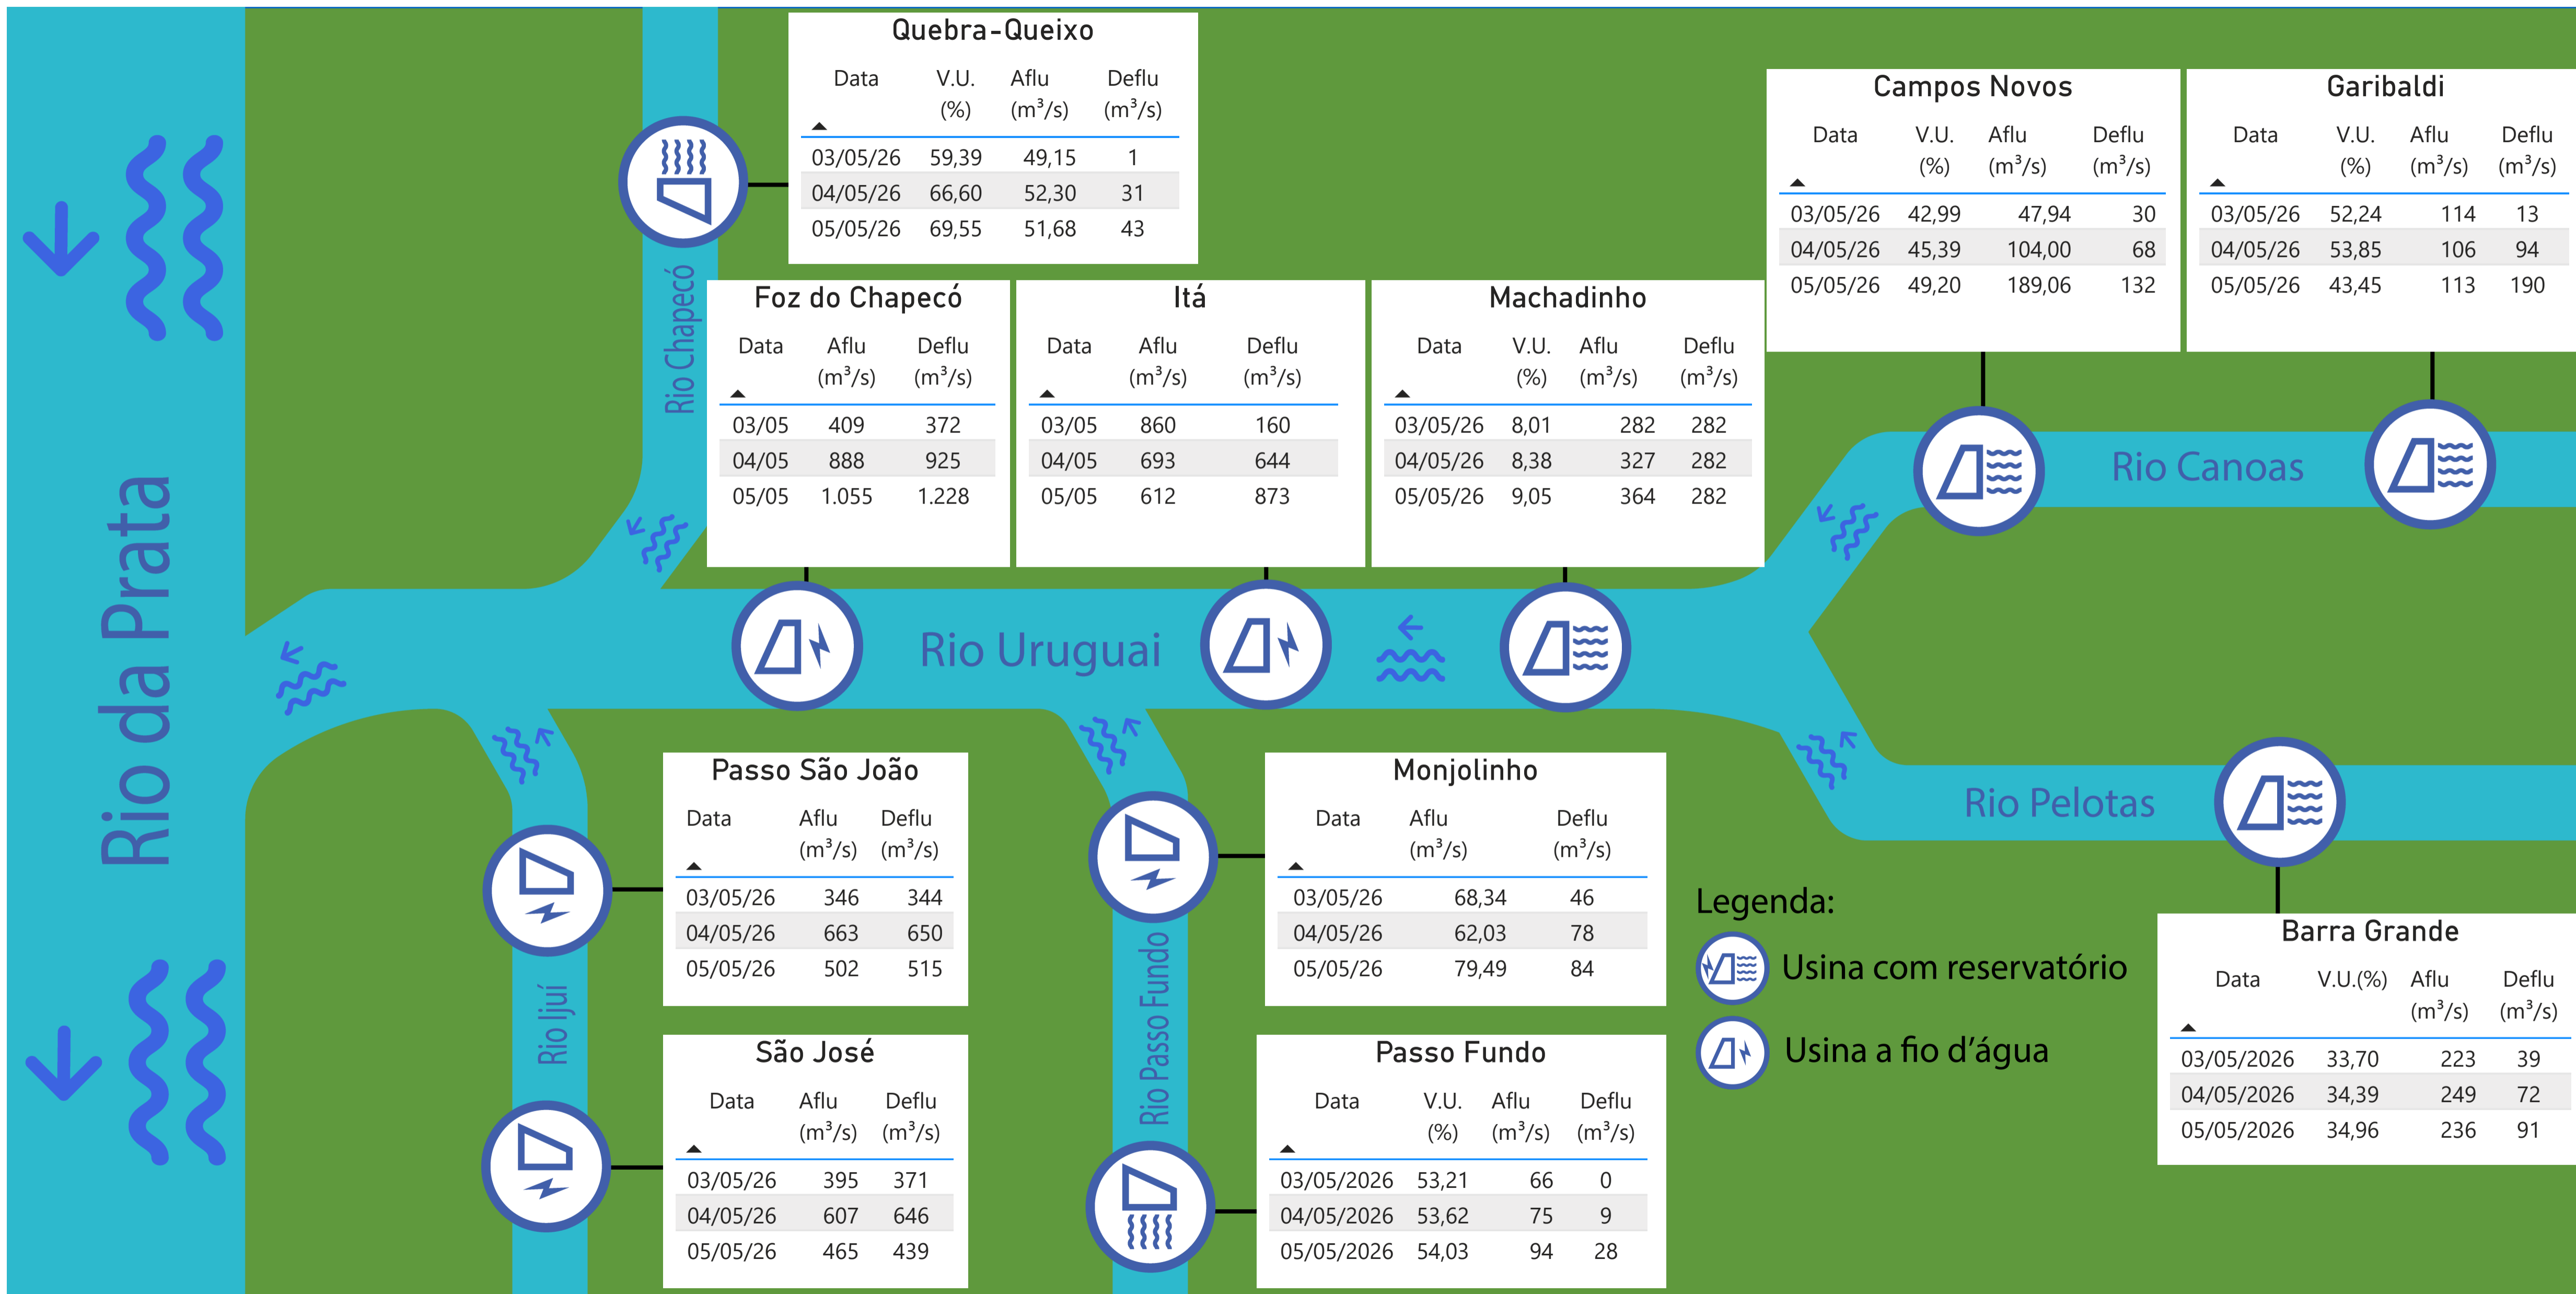 Quebra-Queixo
Data V.U. (%) Aflu (m³/s) Deflu (m³/s)
03/05/26 59,39 49,15 1
04/05/26 66,60 52,30 31
05/05/26 69,55 51,68 43
Campos Novos
Data V.U. (%) Aflu (m³/s) Deflu (m³/s)
03/05/26 42,99 47,94 30
04/05/26 45,39 104,00 68
05/05/26 49,20 189,06 132
Garibaldi
Data V.U. (%) Aflu (m³/s) Deflu (m³/s)
03/05/26 52,24 114 13
04/05/26 53,85 106 94
05/05/26 43,45 113 190
Rio Chapecó
Foz do Chapecó
Data Aflu (m³/s) Deflu (m³/s)
03/05 409 372
04/05 888 925
05/05 1.055 1.228
Itá
Data Aflu (m³/s) Deflu (m³/s)
03/05 860 160
04/05 693 644
05/05 612 873
Machadinho
Data V.U. (%) Aflu (m³/s) Deflu (m³/s)
03/05/26 8,01 282 282
04/05/26 8,38 327 282
05/05/26 9,05 364 282
Rio Canoas
Rio da Prata
Rio Uruguai
Rio Pelotas
Passo São João
Data Aflu (m³/s) Deflu (m³/s)
03/05/26 346 344
04/05/26 663 650
05/05/26 502 515
Monjolinho
Data Aflu (m³/s) Deflu (m³/s)
03/05/26 68,34 46
04/05/26 62,03 78
05/05/26 79,49 84
Rio Ijuí
Rio Passo Fundo
Legenda:
Usina com reservatório
Usina a fio d’água
Barra Grande
Data V.U.(%) Aflu (m³/s) Deflu (m³/s)
03/05/2026 33,70 223 39
04/05/2026 34,39 249 72
05/05/2026 34,96 236 91
São José
Data Aflu (m³/s) Deflu (m³/s)
03/05/26 395 371
04/05/26 607 646
05/05/26 465 439
Passo Fundo
Data V.U. (%) Aflu (m³/s) Deflu (m³/s)
03/05/2026 53,21 66 0
04/05/2026 53,62 75 9
05/05/2026 54,03 94 28